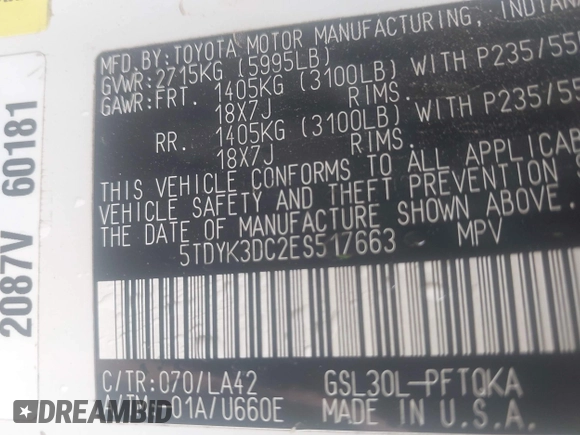 MFD.BY:TOYOTA MOTOR MANUFACTURING, INDIANA
GVWR:2715KG (5995LB)
GAWR:FRT. 1405KG (3100LB) WITH P235/55
18X7J RIMS.
RR. 1405KG (3100LB) WITH P235/55
18X7J RIMS.
THIS VEHICLE CONFORMS TO ALL APPLICAB
VEHICLE SAFETY AND THEFT PREVENTION S
THE DATE OF MANUFACTURE SHOWN ABOVE.
5TDYK3DC2ES517663 MPV
C/TR:070/LA42 GSL30L-PFTQKA
01A/U660E MADE IN U.S.A.
2087V 60181
DREAMBID